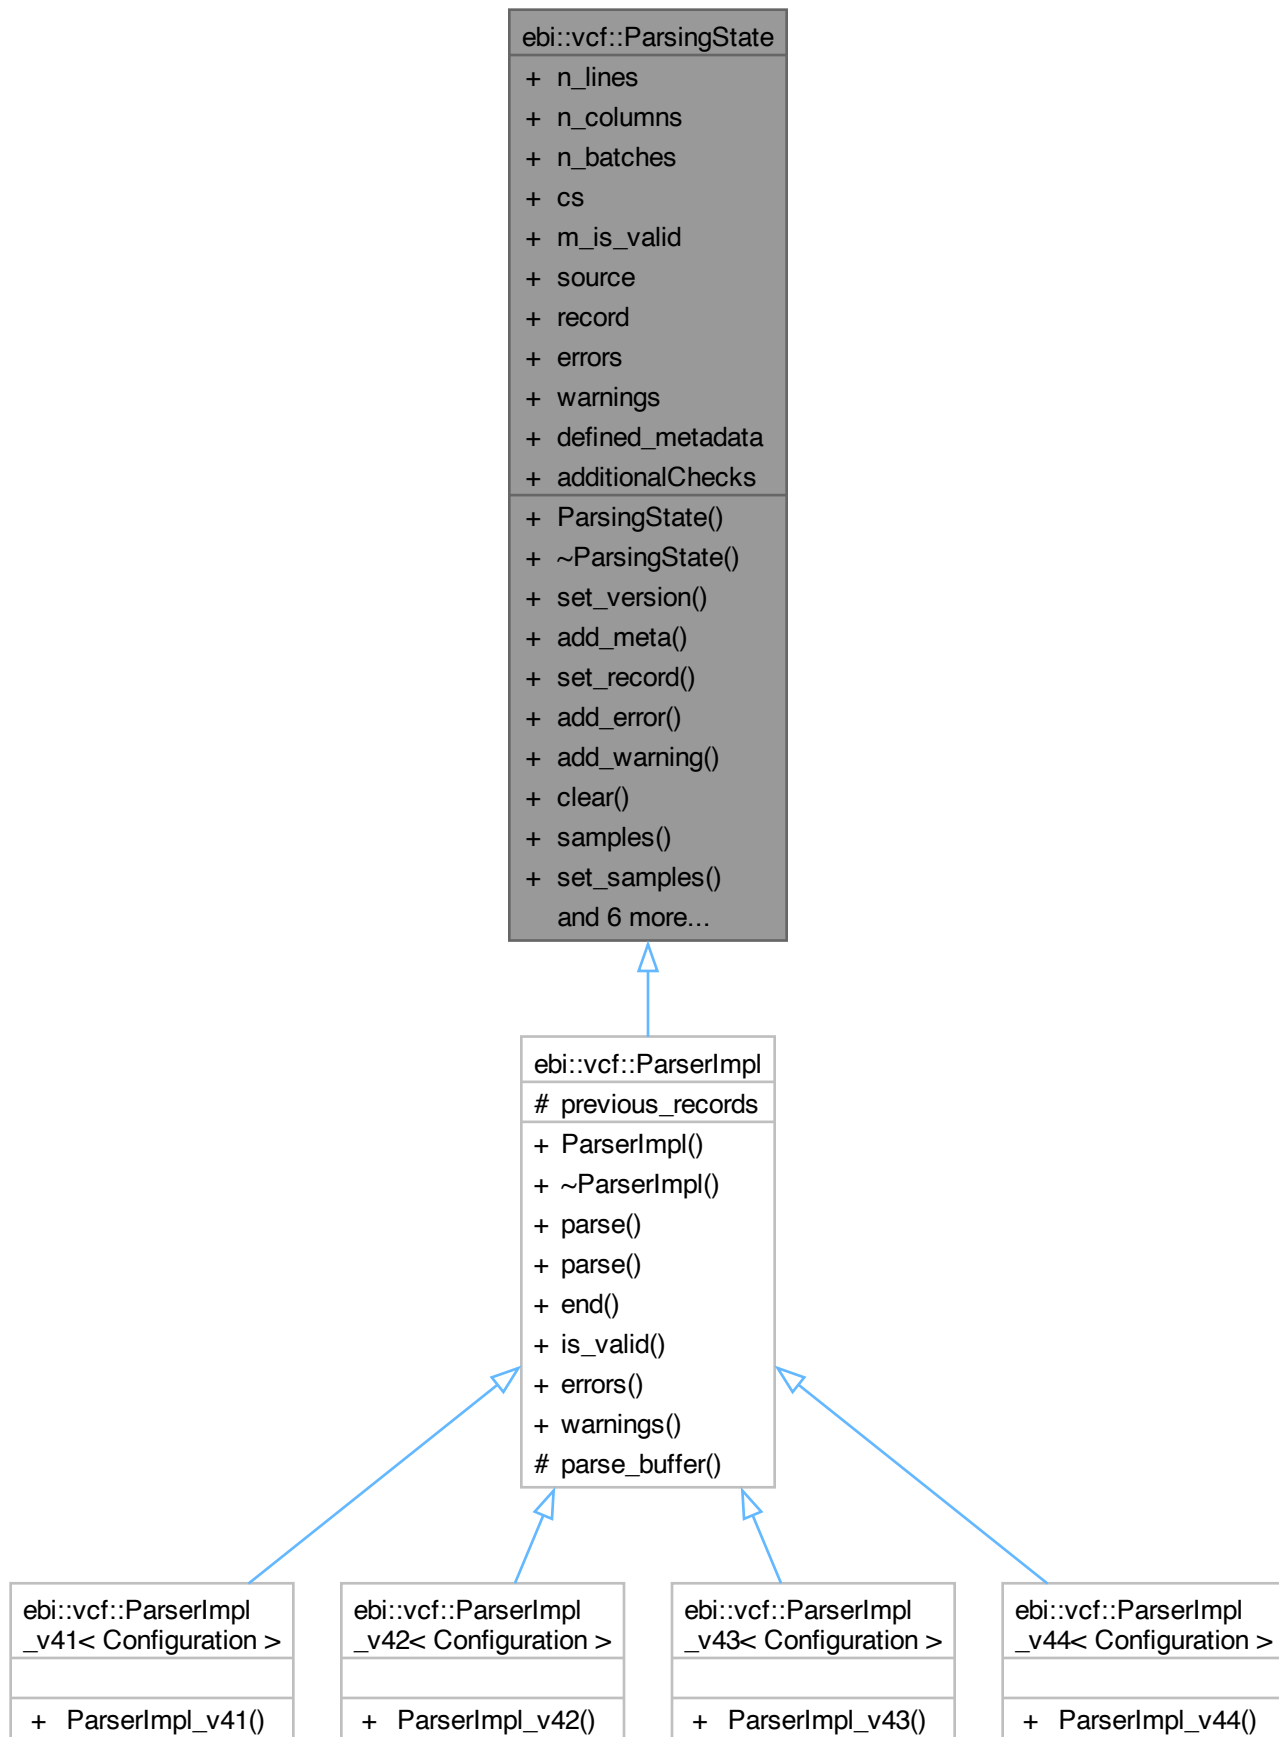 ebi::vcf::ParsingState
+ n_lines
+ n_columns
+ n_batches
+ cs
+ m_is_valid
+ source
+ record
+ errors
+ warnings
+ defined_metadata
+ additionalChecks
+ ParsingState()
+ ~ParsingState()
+ set_version()
+ add_meta()
+ set_record()
+ add_error()
+ add_warning()
+ clear()
+ samples()
+ set_samples()
and 6 more...
ebi::vcf::ParserImpl
# previous_records
+ ParserImpl()
+ ~ParserImpl()
+ parse()
+ parse()
+ end()
+ is_valid()
+ errors()
+ warnings()
# parse_buffer()
ebi::vcf::ParserImpl
_v41< Configuration >
+ ParserImpl_v41()
ebi::vcf::ParserImpl
_v42< Configuration >
+ ParserImpl_v42()
ebi::vcf::ParserImpl
_v43< Configuration >
+ ParserImpl_v43()
ebi::vcf::ParserImpl
_v44< Configuration >
+ ParserImpl_v44()